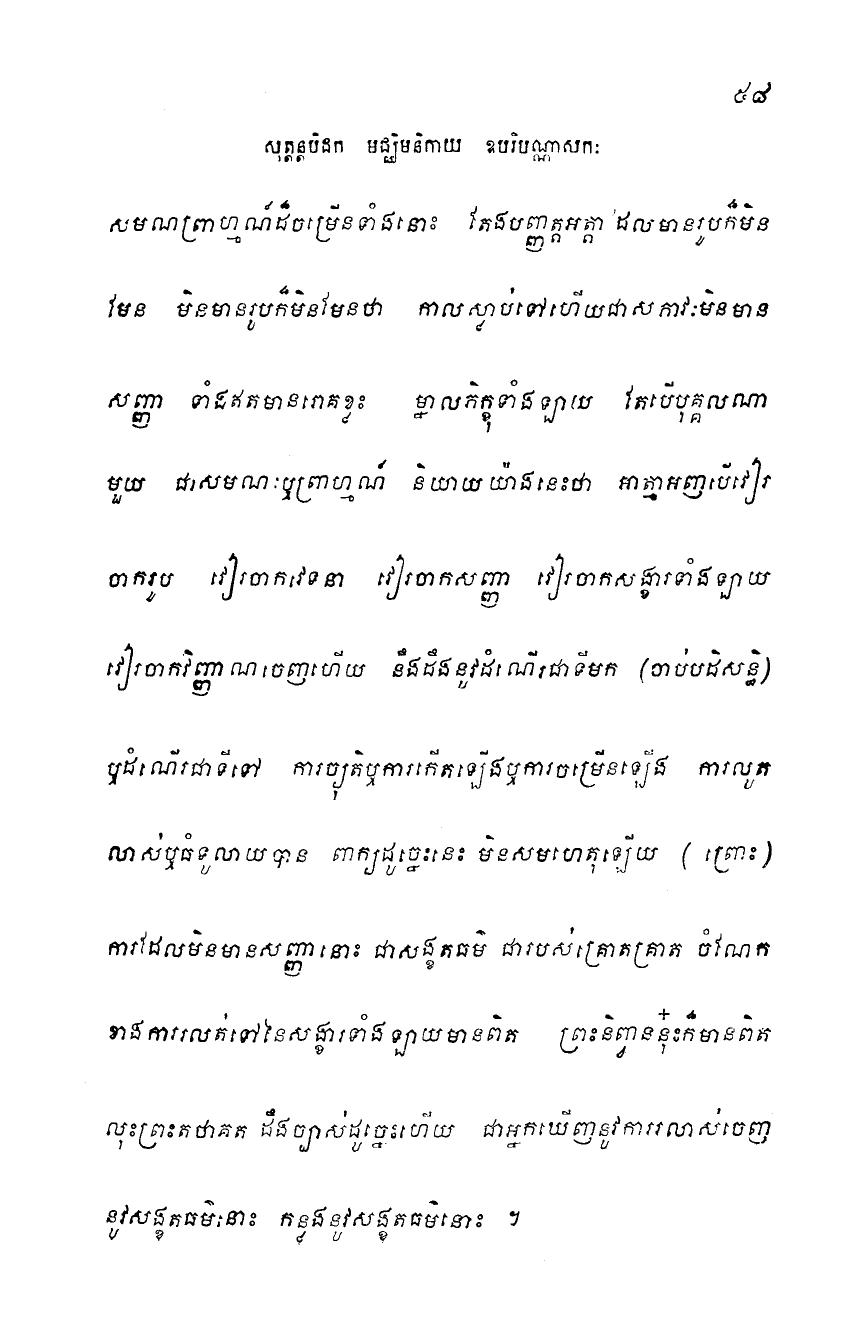 ៥៨
សុត្តន្តបិដក មជ្ឈិមនិកាយ ឧបរិបណ្ណាសកៈ
សមណព្រាហ្មណ៍ដ៏ចម្រើនទាំងនោះ តែងបញ្ញត្តអត្តា ដែលមានរូបក៏មិន
មែន មិនមានរូបក៏មិនមែនថា កាលស្លាប់ទៅហើយជាសភាវៈមិនមាន
សញ្ញា ទាំងឥតមានរោគខ្លះ ម្នាលភិក្ខុទាំងឡាយ តែបើបុគ្គលណា
មួយ ជាសមណៈឬព្រាហ្មណ៍ និយាយយ៉ាងនេះថា អាត្មាអញបើវៀរ
ចាករូប វៀរចាកវេទនា វៀរចាកសញ្ញា វៀរចាកសង្ខារទាំងឡាយ
វៀរចាកវិញ្ញាណចេញហើយ នឹងដឹងនូវដំណើរជាទីមក (ចាប់បដិសន្ធិ)
ឬដំណើរជាទីទៅ ការច្យុតិឬការកើតឡើងឬការចម្រើនឡើង ការលូត
លាស់ឬធំទូលាយបាន ពាក្យដូច្នេះនេះ មិនសមហេតុឡើយ (ព្រោះ)
ការដែលមិនមានសញ្ញានោះ ជាសង្ខតធម៌ ជារបស់គ្រោតគ្រាត ចំណែក
ខាងការរលត់ទៅនៃសង្ខារទាំងឡាយមានពិត ព្រះនិព្វាននុ៎ះក៏មានពិត
លុះព្រះតថាគត ដឹងច្បាស់ដូច្នេះហើយ ជាអ្នកឃើញនូវការរលាស់ចេញ
នូវសង្ខតធម៌នោះ កន្លងនូវសង្ខតធម៌នោះ ។